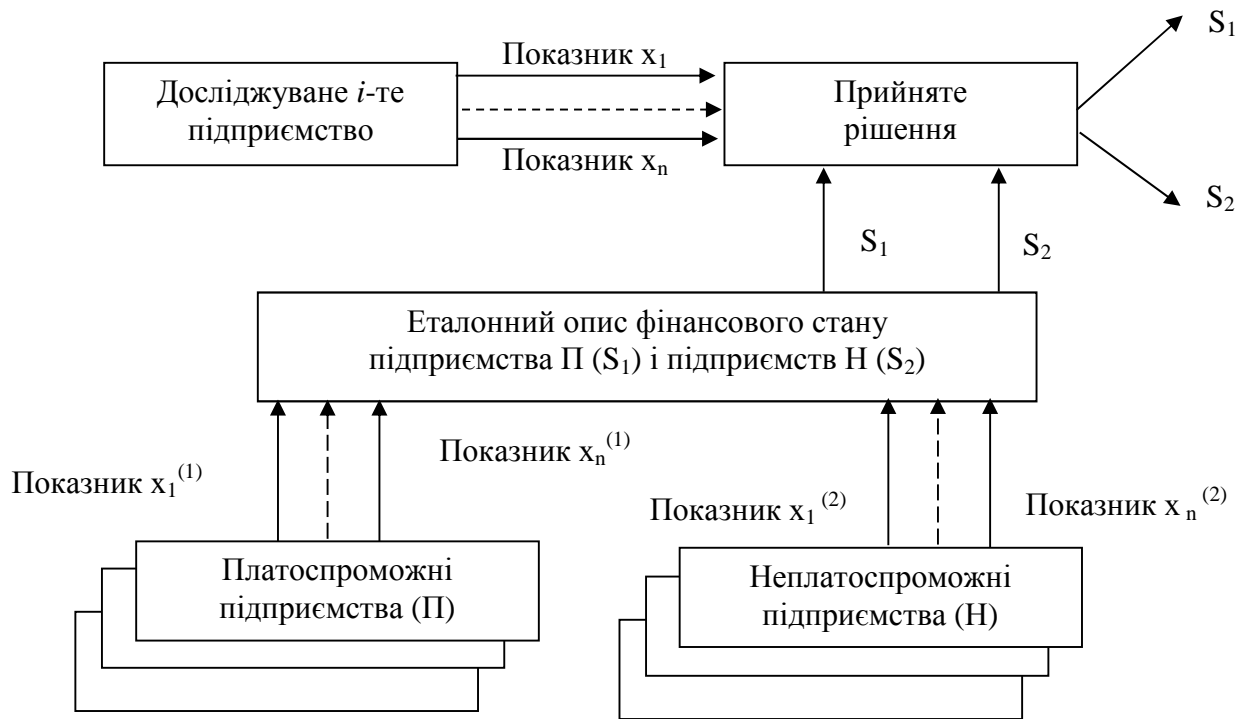 Показник x₁
S₁
Досліджуване i-те
підприємство
Прийняте
рішення
Показник xₙ
S₂
S₁
S₂
Еталонний опис фінансового стану
підприємства П (S₁) і підприємств Н (S₂)
Показник xₙ⁽¹⁾
Показник x₁⁽¹⁾
Показник x₁⁽²⁾
Показник xₙ⁽²⁾
Платоспроможні
підприємства (П)
Неплатоспроможні
підприємства (Н)